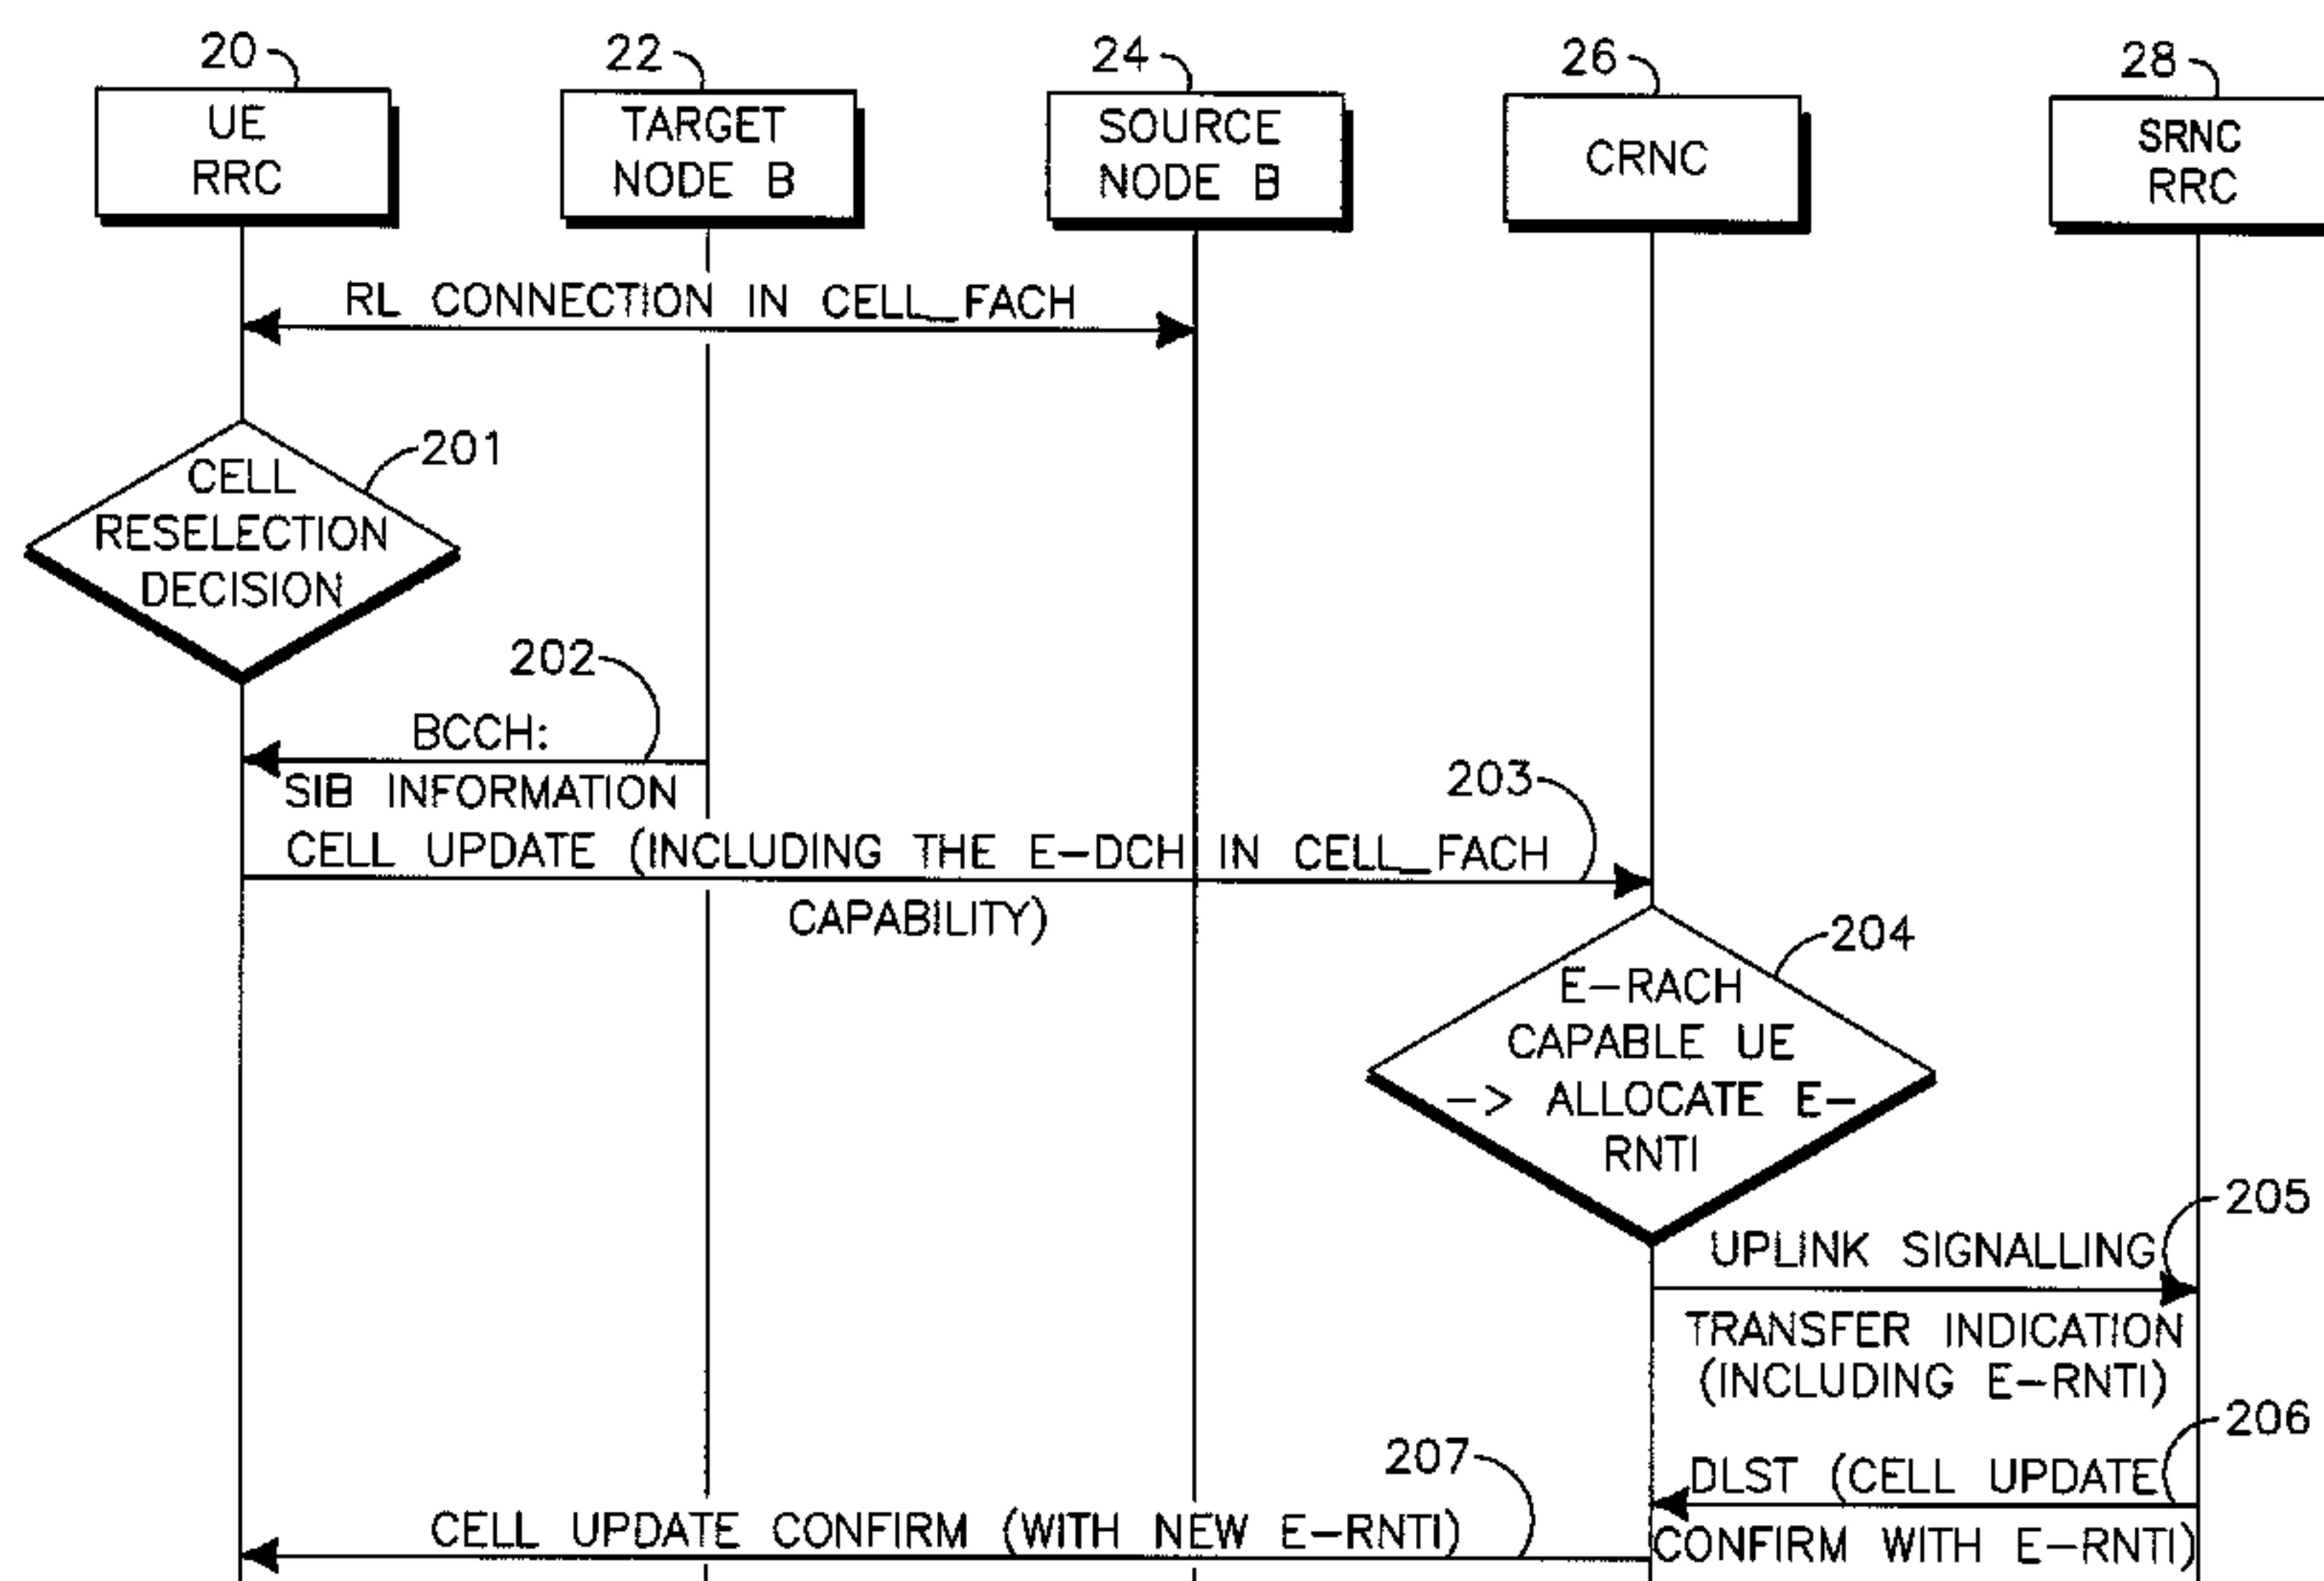 20
22
24
26
28
UE
RRC
TARGET
NODE B
SOURCE
NODE B
CRNC
SRNC
RRC
RL CONNECTION IN CELL_FACH
201
CELL
RESELECTION
DECISION
202
BCCH:
SIB INFORMATION
203
CELL UPDATE (INCLUDING THE E-DCH IN CELL_FACH
CAPABILITY)
204
E-RACH
CAPABLE UE
-> ALLOCATE E-
RNTI
205
UPLINK SIGNALLING
TRANSFER INDICATION
(INCLUDING E-RNTI)
206
DLST (CELL UPDATE
CONFIRM WITH E-RNTI)
207
CELL UPDATE CONFIRM (WITH NEW E-RNTI)